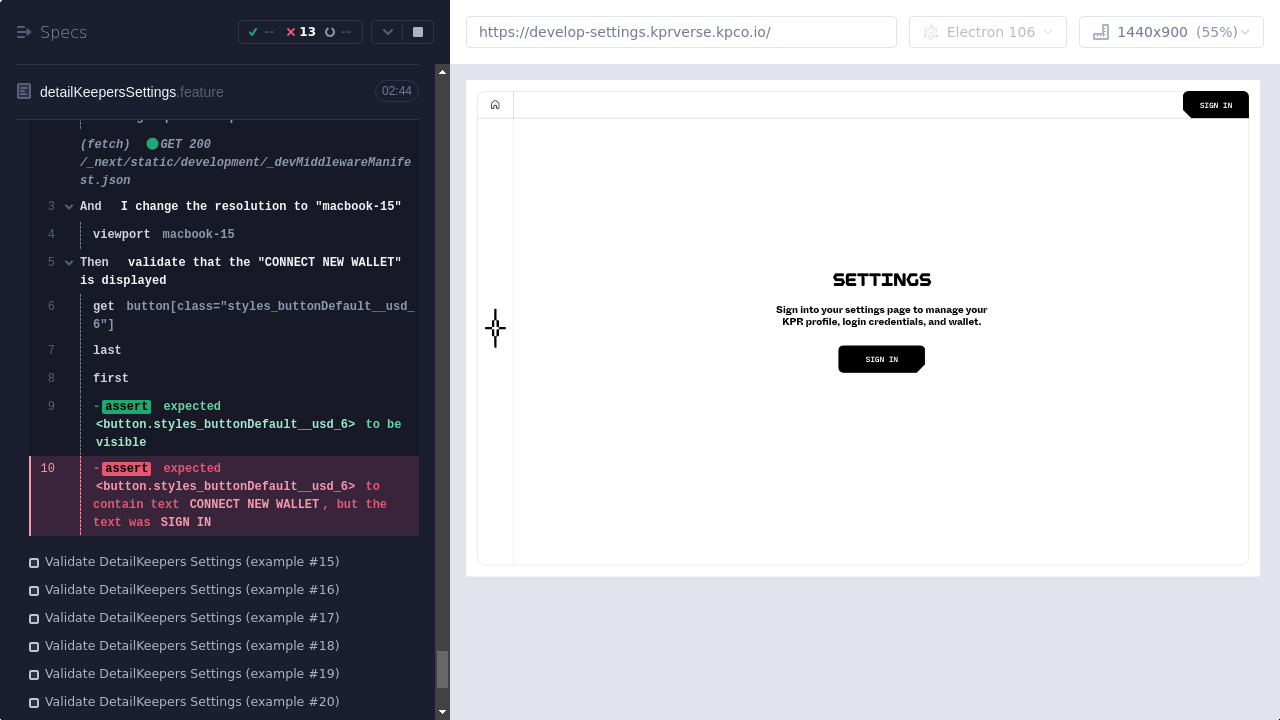 Specs
-- 13 --
detailKeepersSettings.feature 02:44
(fetch) GET 200
/_next/static/development/_devMiddlewareManife
st.json
3 And I change the resolution to "macbook-15"
4 viewport macbook-15
5 Then validate that the "CONNECT NEW WALLET"
is displayed
6 get button[class="styles_buttonDefault__usd_
6"]
7 last
8 first
9 -assert expected
<button.styles_buttonDefault__usd_6> to be
visible
10 -assert expected
<button.styles_buttonDefault__usd_6> to
contain text CONNECT NEW WALLET, but the
text was SIGN IN
Validate DetailKeepers Settings (example #15)
Validate DetailKeepers Settings (example #16)
Validate DetailKeepers Settings (example #17)
Validate DetailKeepers Settings (example #18)
Validate DetailKeepers Settings (example #19)
Validate DetailKeepers Settings (example #20)
https://develop-settings.kprverse.kpco.io/
Electron 106
1440x900 (55%)
SIGN IN
SETTINGS
Sign into your settings page to manage your
KPR profile, login credentials, and wallet.
SIGN IN